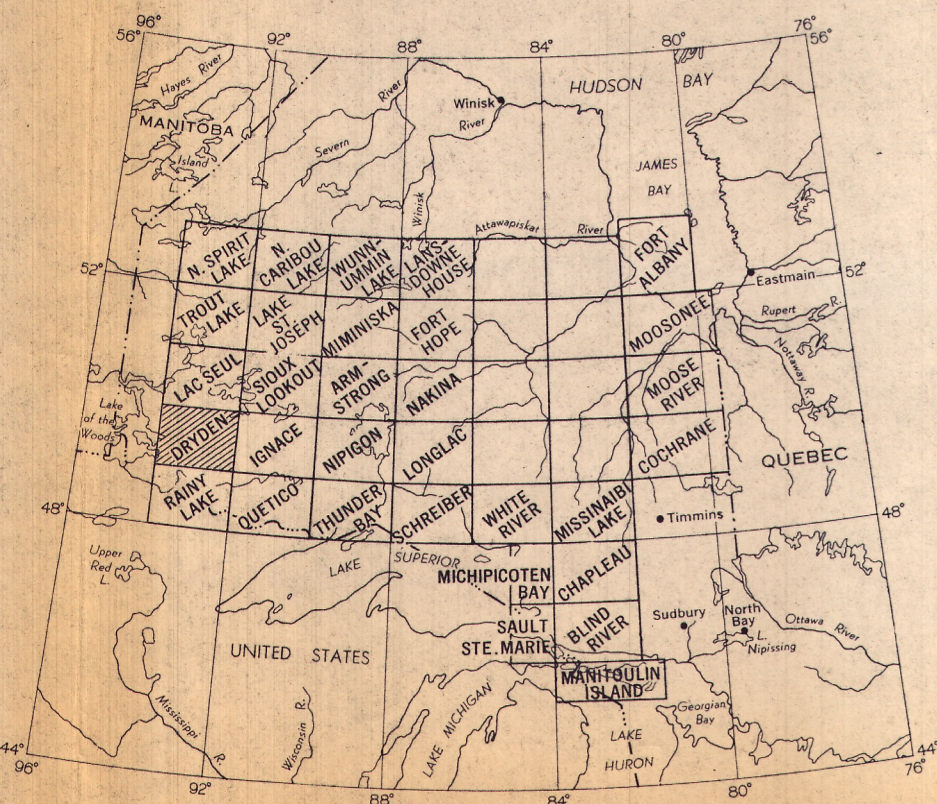 96°
92°
88°
84°
80°
76°
56°
56°
Hayes River
River
HUDSON BAY
Winisk
River
MANITOBA
Severn
JAMES
BAY
Island
L.
Winisk
Attawapiskat River
N. SPIRIT
LAKE
N.
CARIBOU
LAKE
WUNN-
UMMIN
LAKE
LANS-
DOWNE
HOUSE
FORT
ALBANY
52°
52°
Eastmain
TROUT
LAKE
LAKE
ST
JOSEPH
MIMINISKA
FORT
HOPE
MOOSONEE
Rupert R.
Nottaway R.
LAC SEUL
SIOUX
LOOKOUT
ARM-
STRONG
NAKINA
MOOSE
RIVER
Lake
of the
Woods
DRYDEN
IGNACE
NIPIGON
LONGLAC
COCHRANE
QUEBEC
RAINY
LAKE
QUETICO
THUNDER
BAY
SCHREIBER
WHITE
RIVER
MISSINAIBI
LAKE
Timmins
48°
48°
Upper
Red
L.
LAKE SUPERIOR
MICHIPICOTEN
BAY
CHAPLEAU
Sudbury
North
Bay
Ottawa River
L.
Nipissing
SAULT
STE. MARIE
BLIND
RIVER
UNITED STATES
MANITOULIN
ISLAND
Mississippi R.
Wisconsin R.
LAKE MICHIGAN
Georgian
Bay
LAKE
HURON
44°
96°
92°
88°
84°
80°
44°
76°